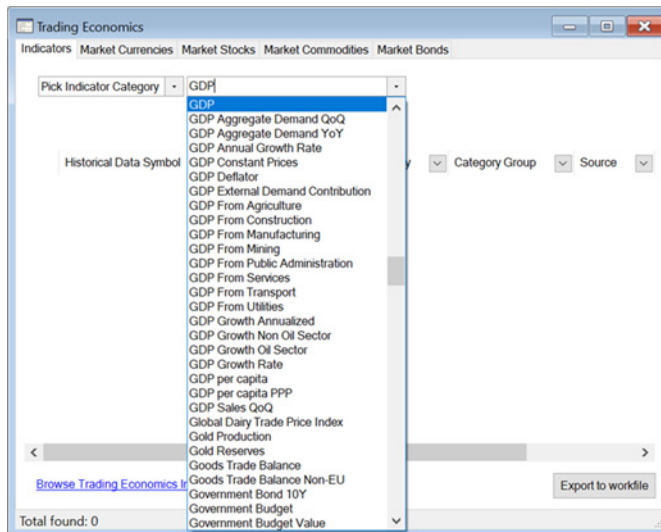 Trading Economics
Indicators Market Currencies Market Stocks Market Commodities Market Bonds
Pick Indicator Category GDP
GDP
GDP Aggregate Demand QoQ
GDP Aggregate Demand YoY
GDP Annual Growth Rate
Historical Data Symbol GDP Constant Prices Category Group Source
GDP Deflator
GDP External Demand Contribution
GDP From Agriculture
GDP From Construction
GDP From Manufacturing
GDP From Mining
GDP From Public Administration
GDP From Services
GDP From Transport
GDP From Utilities
GDP Growth Annualized
GDP Growth Non Oil Sector
GDP Growth Oil Sector
GDP Growth Rate
GDP per capita
GDP per capita PPP
GDP Sales QoQ
Global Dairy Trade Price Index
Gold Production
Gold Reserves
Goods Trade Balance
Browse Trading Economics Goods Trade Balance Non-EU Export to workfile
Government Bond 10Y
Government Budget
Total found: 0 Government Budget Value